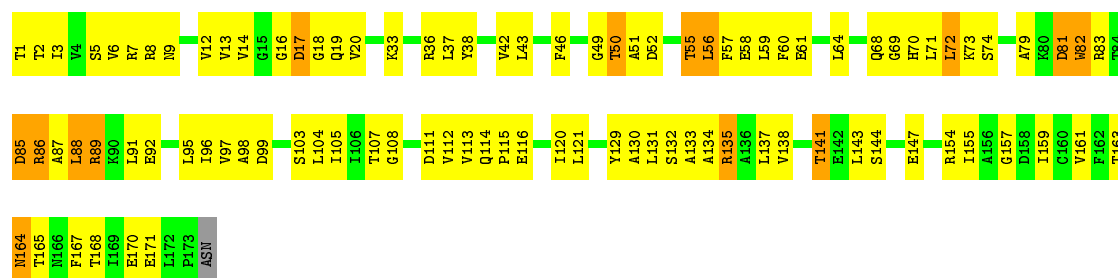 T1 T2 I3 V4 S5 V6 R7 R8 N9 V12 V13 V14 G15 G16 D17 G18 Q19 V20 K33 R36 L37 Y38 V42 L43 F46 G49 T50 A51 D52 T55 L56 F57 E58 L59 F60 E61 L64 Q68 G69 H70 L71 L72 K73 S74 A79 K80 D81 W82 R83 T84
D85 R86 A87 L88 R89 K90 L91 E92 L95 I96 V97 A98 D99 S103 L104 I105 I106 T107 G108 D111 V112 V113 Q114 P115 E116 I120 L121 Y129 A130 L131 S132 A133 A134 R135 A136 L137 V138 T141 E142 L143 S144 E147 R154 I155 A156 G157 D158 I159 C160 V161 F162 T163
N164 T165 N166 F167 T168 I169 E170 E171 L172 P173 ASN